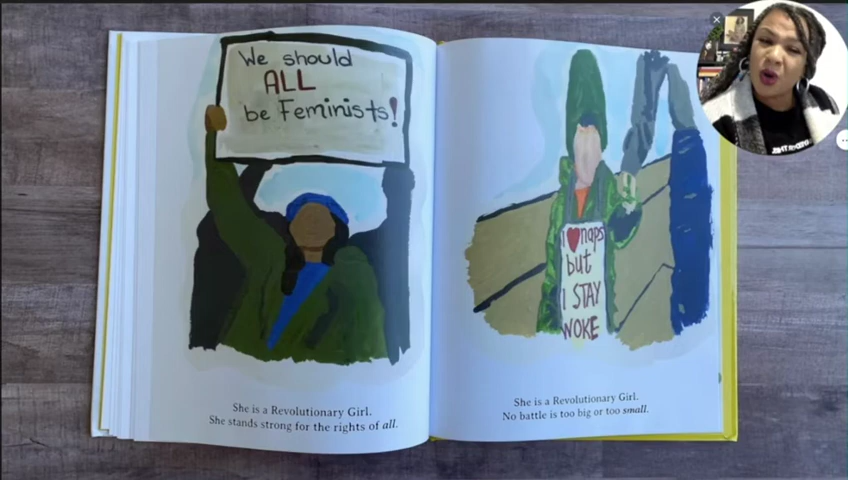 We should
ALL
be Feminists!
She is a Revolutionary Girl.
She stands strong for the rights of all.
I ♥ naps
but
I STAY
WOKE
She is a Revolutionary Girl.
No battle is too big or too small.